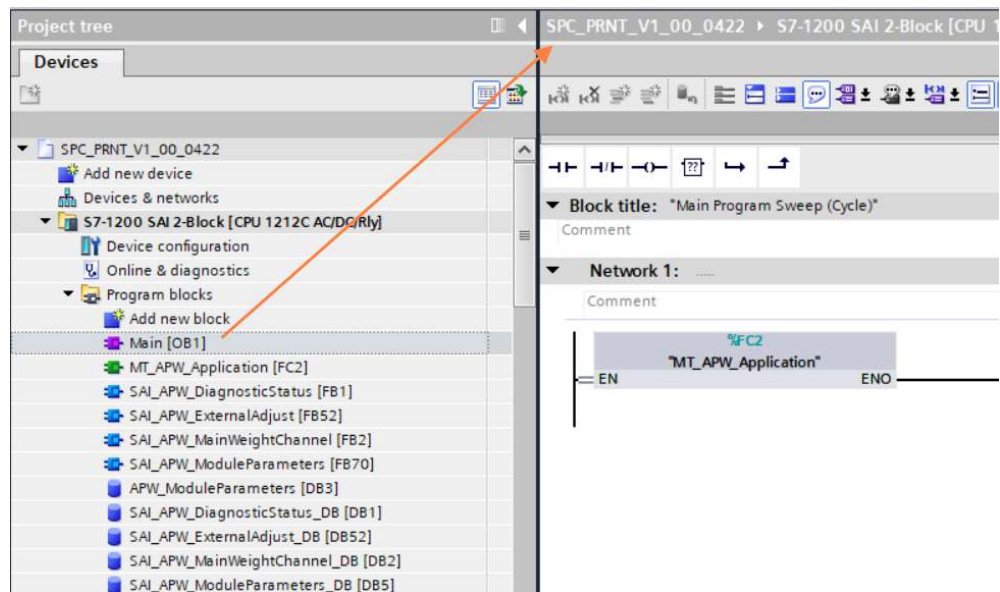 Project tree
Devices
SPC_PRNT_V1_00_0422
Add new device
Devices & networks
S7-1200 SAI 2-Block [CPU 1212C AC/DC/Rly]
Device configuration
Online & diagnostics
Program blocks
Add new block
Main [OB1]
MT_APW_Application [FC2]
SAI_APW_DiagnosticStatus [FB1]
SAI_APW_ExternalAdjust [FB52]
SAI_APW_MainWeightChannel [FB2]
SAI_APW_ModuleParameters [FB70]
APW_ModuleParameters [DB3]
SAI_APW_DiagnosticStatus_DB [DB1]
SAI_APW_ExternalAdjust_DB [DB52]
SAI_APW_MainWeightChannel_DB [DB2]
SAI_APW_ModuleParameters_DB [DB5]
SPC_PRNT_V1_00_0422 ▸ S7-1200 SAI 2-Block [CPU 1
??
Block title: "Main Program Sweep (Cycle)"
Comment
Network 1: .....
Comment
%FC2
"MT_APW_Application"
EN ENO